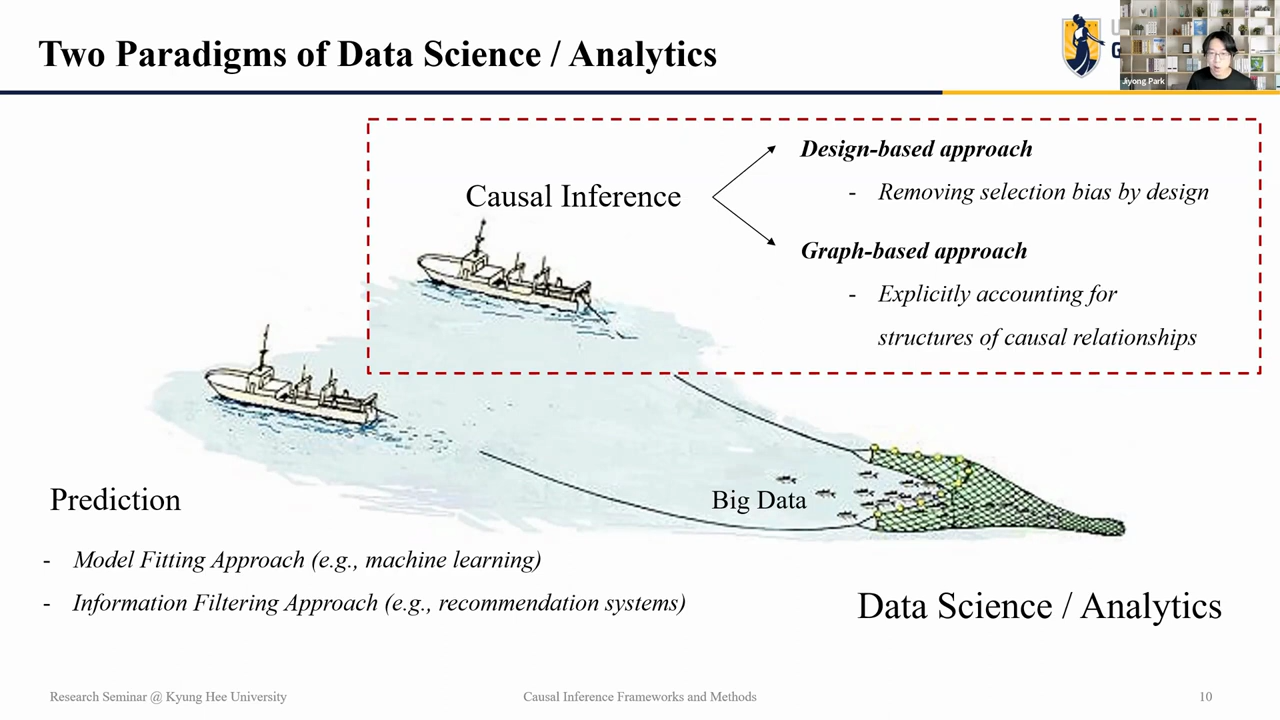 Two Paradigms of Data Science / Analytics
Jiyong Park
Causal Inference
Design-based approach
- Removing selection bias by design
Graph-based approach
- Explicitly accounting for
structures of causal relationships
Big Data
Prediction
- Model Fitting Approach (e.g., machine learning)
- Information Filtering Approach (e.g., recommendation systems)
Data Science / Analytics
Research Seminar @ Kyung Hee University
Causal Inference Frameworks and Methods
10